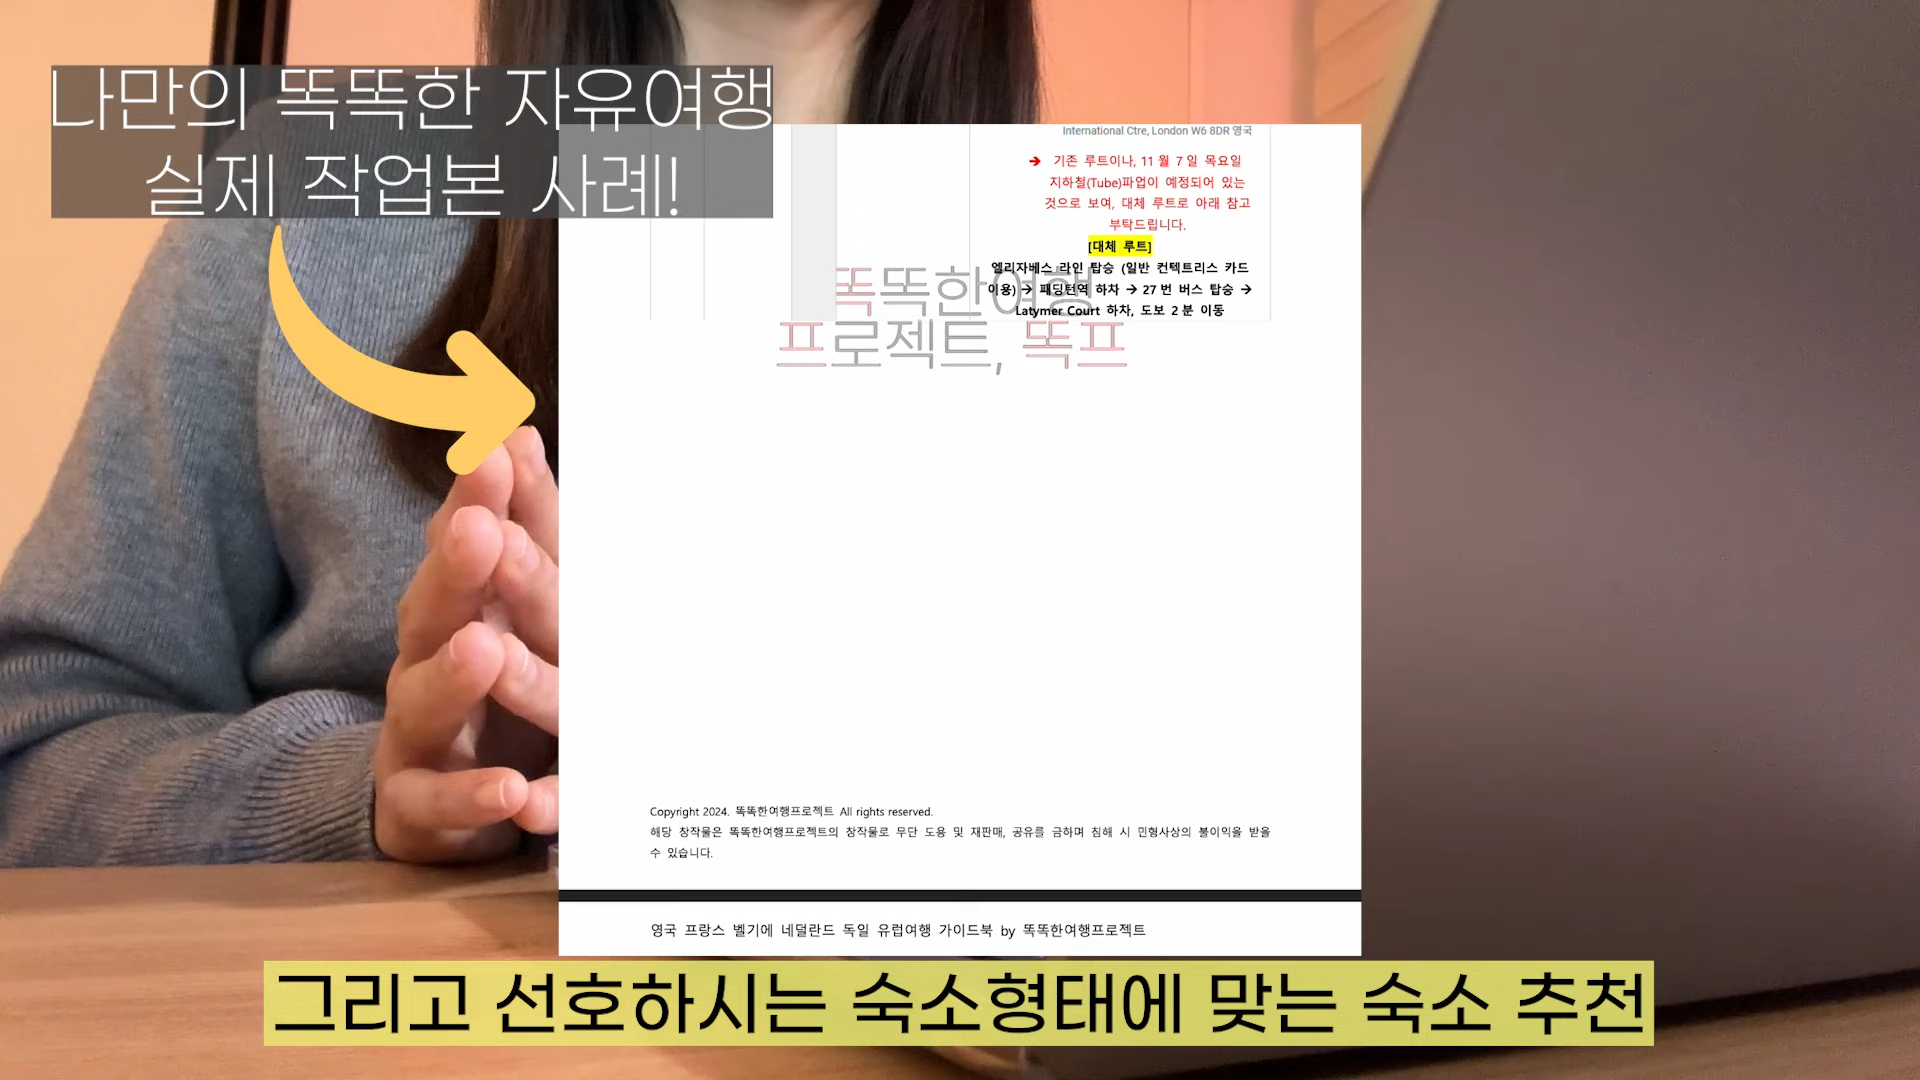 나만의 똑똑한 자유여행
실제 작업본 사례!
International Ctre, London W6 8DR 영국
➔ 기존 루트이나, 11 월 7 일 목요일
지하철(Tube)파업이 예정되어 있는
것으로 보여, 대체 루트로 아래 참고
부탁드립니다.
[대체 루트]
엘리자베스 라인 탑승 (일반 컨텍트리스 카드
이용) → 패딩턴역 하차 → 27 번 버스 탑승 →
Latymer Court 하차, 도보 2 분 이동
똑똑한여행
프로젝트, 똑프
Copyright 2024. 똑똑한여행프로젝트 All rights reserved.
해당 창작물은 똑똑한여행프로젝트의 창작물로 무단 도용 및 재판매, 공유를 금하며 침해 시 민형사상의 불이익을 받을
수 있습니다.
영국 프랑스 벨기에 네덜란드 독일 유럽여행 가이드북 by 똑똑한여행프로젝트
그리고 선호하시는 숙소형태에 맞는 숙소 추천